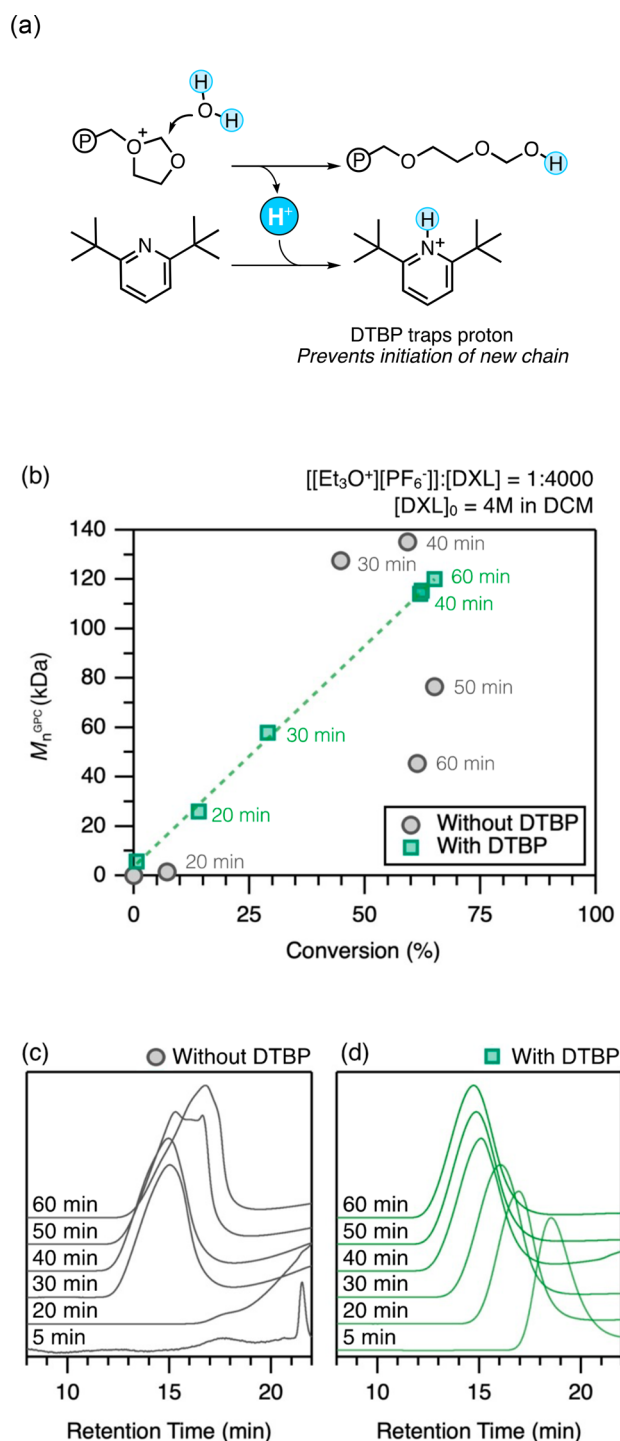 (a)
H
O
H
P
O
+
O
P
O
O
O
H
H+
N
H
N+
DTBP traps proton
Prevents initiation of new chain
(b)
[[Et3O+][PF6-]]:[DXL] = 1:4000
[DXL]0 = 4M in DCM
140
120
100
80
60
40
20
0
MnGPC (kDa)
40 min
30 min
60 min
40 min
50 min
30 min
60 min
20 min
20 min
Without DTBP
With DTBP
0
25
50
75
100
Conversion (%)
(c)
Without DTBP
60 min
50 min
40 min
30 min
20 min
5 min
10
15
20
Retention Time (min)
(d)
With DTBP
60 min
50 min
40 min
30 min
20 min
5 min
10
15
20
Retention Time (min)